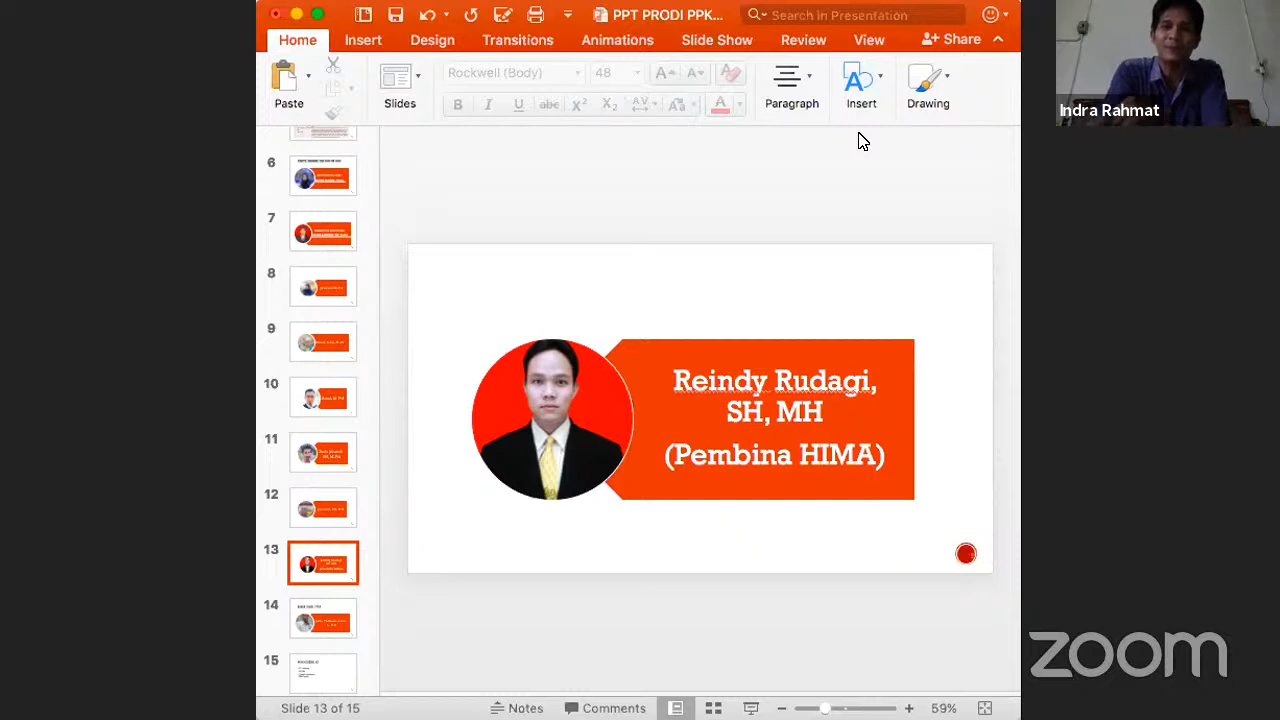 PPT PRODI PPK...
Search in Presentation
Home
Insert
Design
Transitions
Animations
Slide Show
Review
View
Share
Paste
Slides
Rockwell (Body)
48
Paragraph
Insert
Drawing
Indra Rahmat
6
7
8
9
10
11
12
13
14
15
Reindy Rudagi,
SH, MH
(Pembina HIMA)
Slide 13 of 15
Notes
Comments
59%
zoom